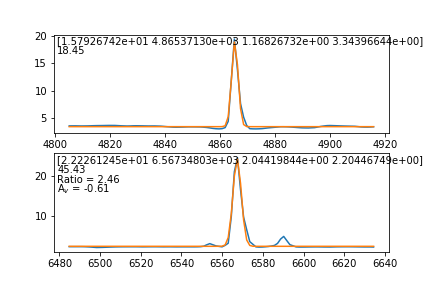 [1.57926742e+01 4.86537130e+03 1.16826732e+00 3.34396644e+00]
18.45
20
15
10
5
4800 4820 4840 4860 4880 4900 4920
[2.22261245e+01 6.56734803e+03 2.04419844e+00 2.20446749e+00]
45.43
Ratio = 2.46
Aν = -0.61
20
10
6480 6500 6520 6540 6560 6580 6600 6620 6640